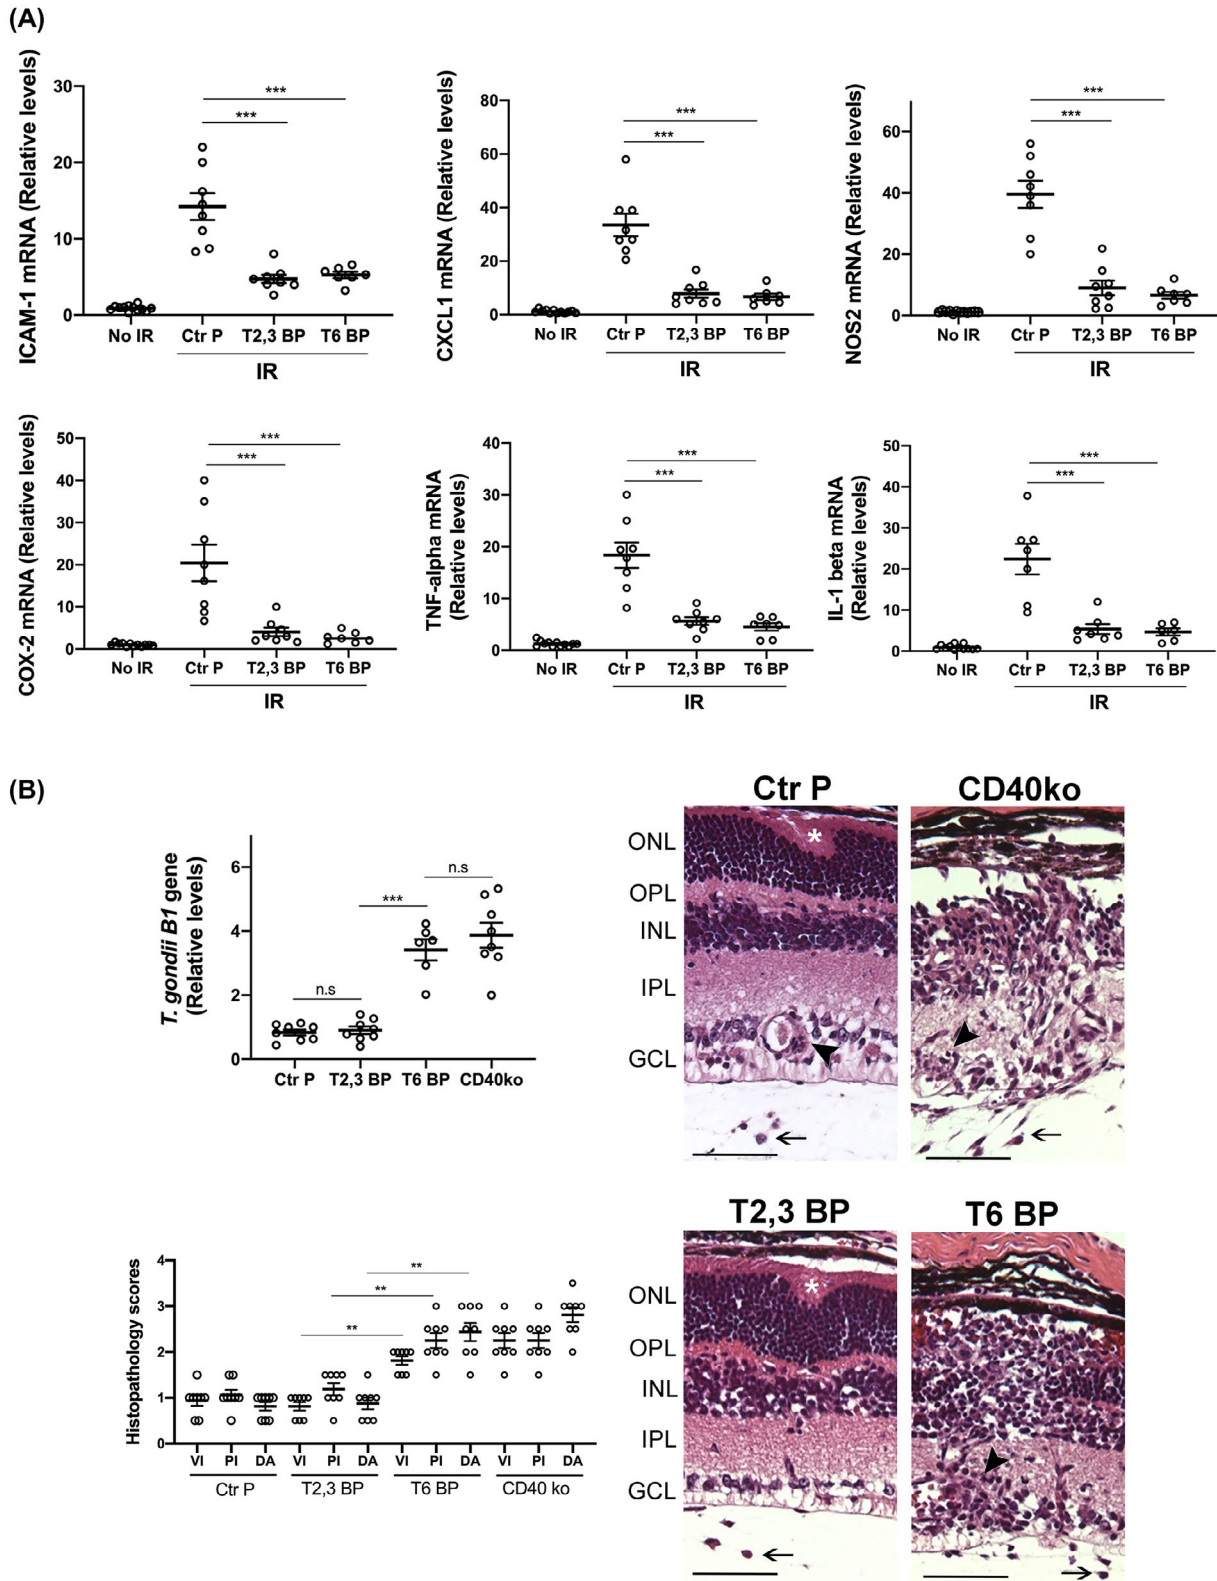 (A)
ICAM-1 mRNA (Relative levels)
30
20
10
0
***
***
No IR
Ctr P
T2,3 BP
T6 BP
IR
CXCL1 mRNA (Relative levels)
80
60
40
20
0
***
***
No IR
Ctr P
T2,3 BP
T6 BP
IR
NOS2 mRNA (Relative levels)
60
40
20
0
***
***
No IR
Ctr P
T2,3 BP
T6 BP
IR
COX-2 mRNA (Relative levels)
50
40
30
20
10
0
***
***
No IR
Ctr P
T2,3 BP
T6 BP
IR
TNF-alpha mRNA
(Relative levels)
40
30
20
10
0
***
***
No IR
Ctr P
T2,3 BP
T6 BP
IR
IL-1 beta mRNA
(Relative levels)
50
40
30
20
10
0
***
***
No IR
Ctr P
T2,3 BP
T6 BP
IR
(B)
T. gondii B1 gene
(Relative levels)
6
4
2
0
n.s
***
n.s
Ctr P
T2,3 BP
T6 BP
CD40ko
Ctr P
CD40ko
ONL
OPL
INL
IPL
GCL
*
Histopathology scores
4
3
2
1
0
**
**
**
VI PI DA VI PI DA VI PI DA VI PI DA
Ctr P
T2,3 BP
T6 BP
CD40 ko
T2,3 BP
T6 BP
ONL
OPL
INL
IPL
GCL
*